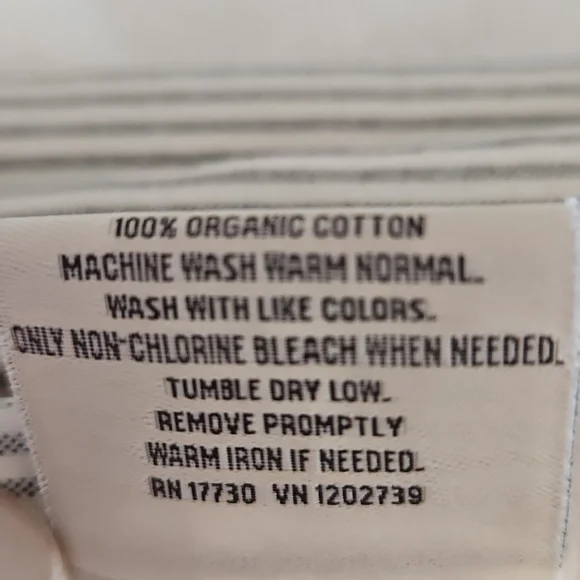 100% ORGANIC COTTON
MACHINE WASH WARM NORMAL.
WASH WITH LIKE COLORS.
ONLY NON-CHLORINE BLEACH WHEN NEEDED.
TUMBLE DRY LOW.
REMOVE PROMPTLY
WARM IRON IF NEEDED.
RN 17730 VN 1202739